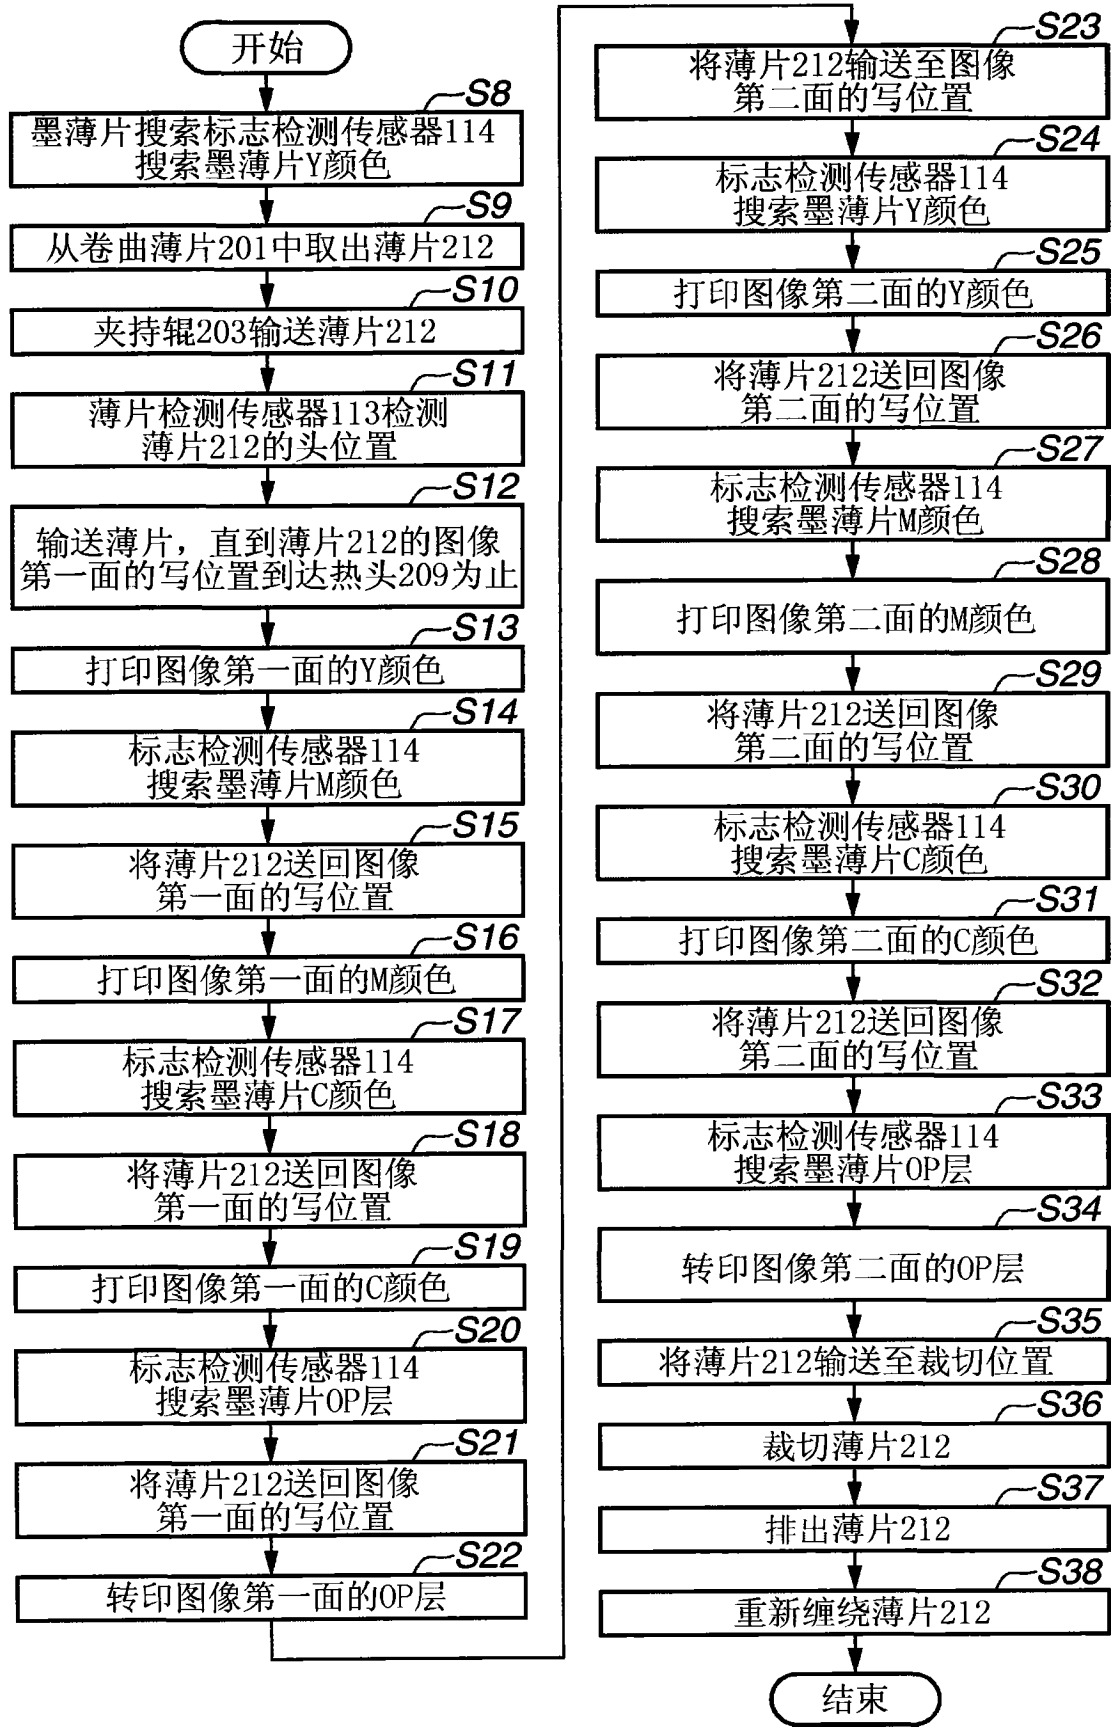 开始
S8
墨薄片搜索标志检测传感器114
搜索墨薄片Y颜色
S9
从卷曲薄片201中取出薄片212
S10
夹持辊203输送薄片212
S11
薄片检测传感器113检测
薄片212的头位置
S12
输送薄片，直到薄片212的图像
第一面的写位置到达热头209为止
S13
打印图像第一面的Y颜色
S14
标志检测传感器114
搜索墨薄片M颜色
S15
将薄片212送回图像
第一面的写位置
S16
打印图像第一面的M颜色
S17
标志检测传感器114
搜索墨薄片C颜色
S18
将薄片212送回图像
第一面的写位置
S19
打印图像第一面的C颜色
S20
标志检测传感器114
搜索墨薄片OP层
S21
将薄片212送回图像
第一面的写位置
S22
转印图像第一面的OP层
S23
将薄片212输送至图像
第二面的写位置
S24
标志检测传感器114
搜索墨薄片Y颜色
S25
打印图像第二面的Y颜色
S26
将薄片212送回图像
第二面的写位置
S27
标志检测传感器114
搜索墨薄片M颜色
S28
打印图像第二面的M颜色
S29
将薄片212送回图像
第二面的写位置
S30
标志检测传感器114
搜索墨薄片C颜色
S31
打印图像第二面的C颜色
S32
将薄片212送回图像
第二面的写位置
S33
标志检测传感器114
搜索墨薄片OP层
S34
转印图像第二面的OP层
S35
将薄片212输送至裁切位置
S36
裁切薄片212
S37
排出薄片212
S38
重新缠绕薄片212
结束